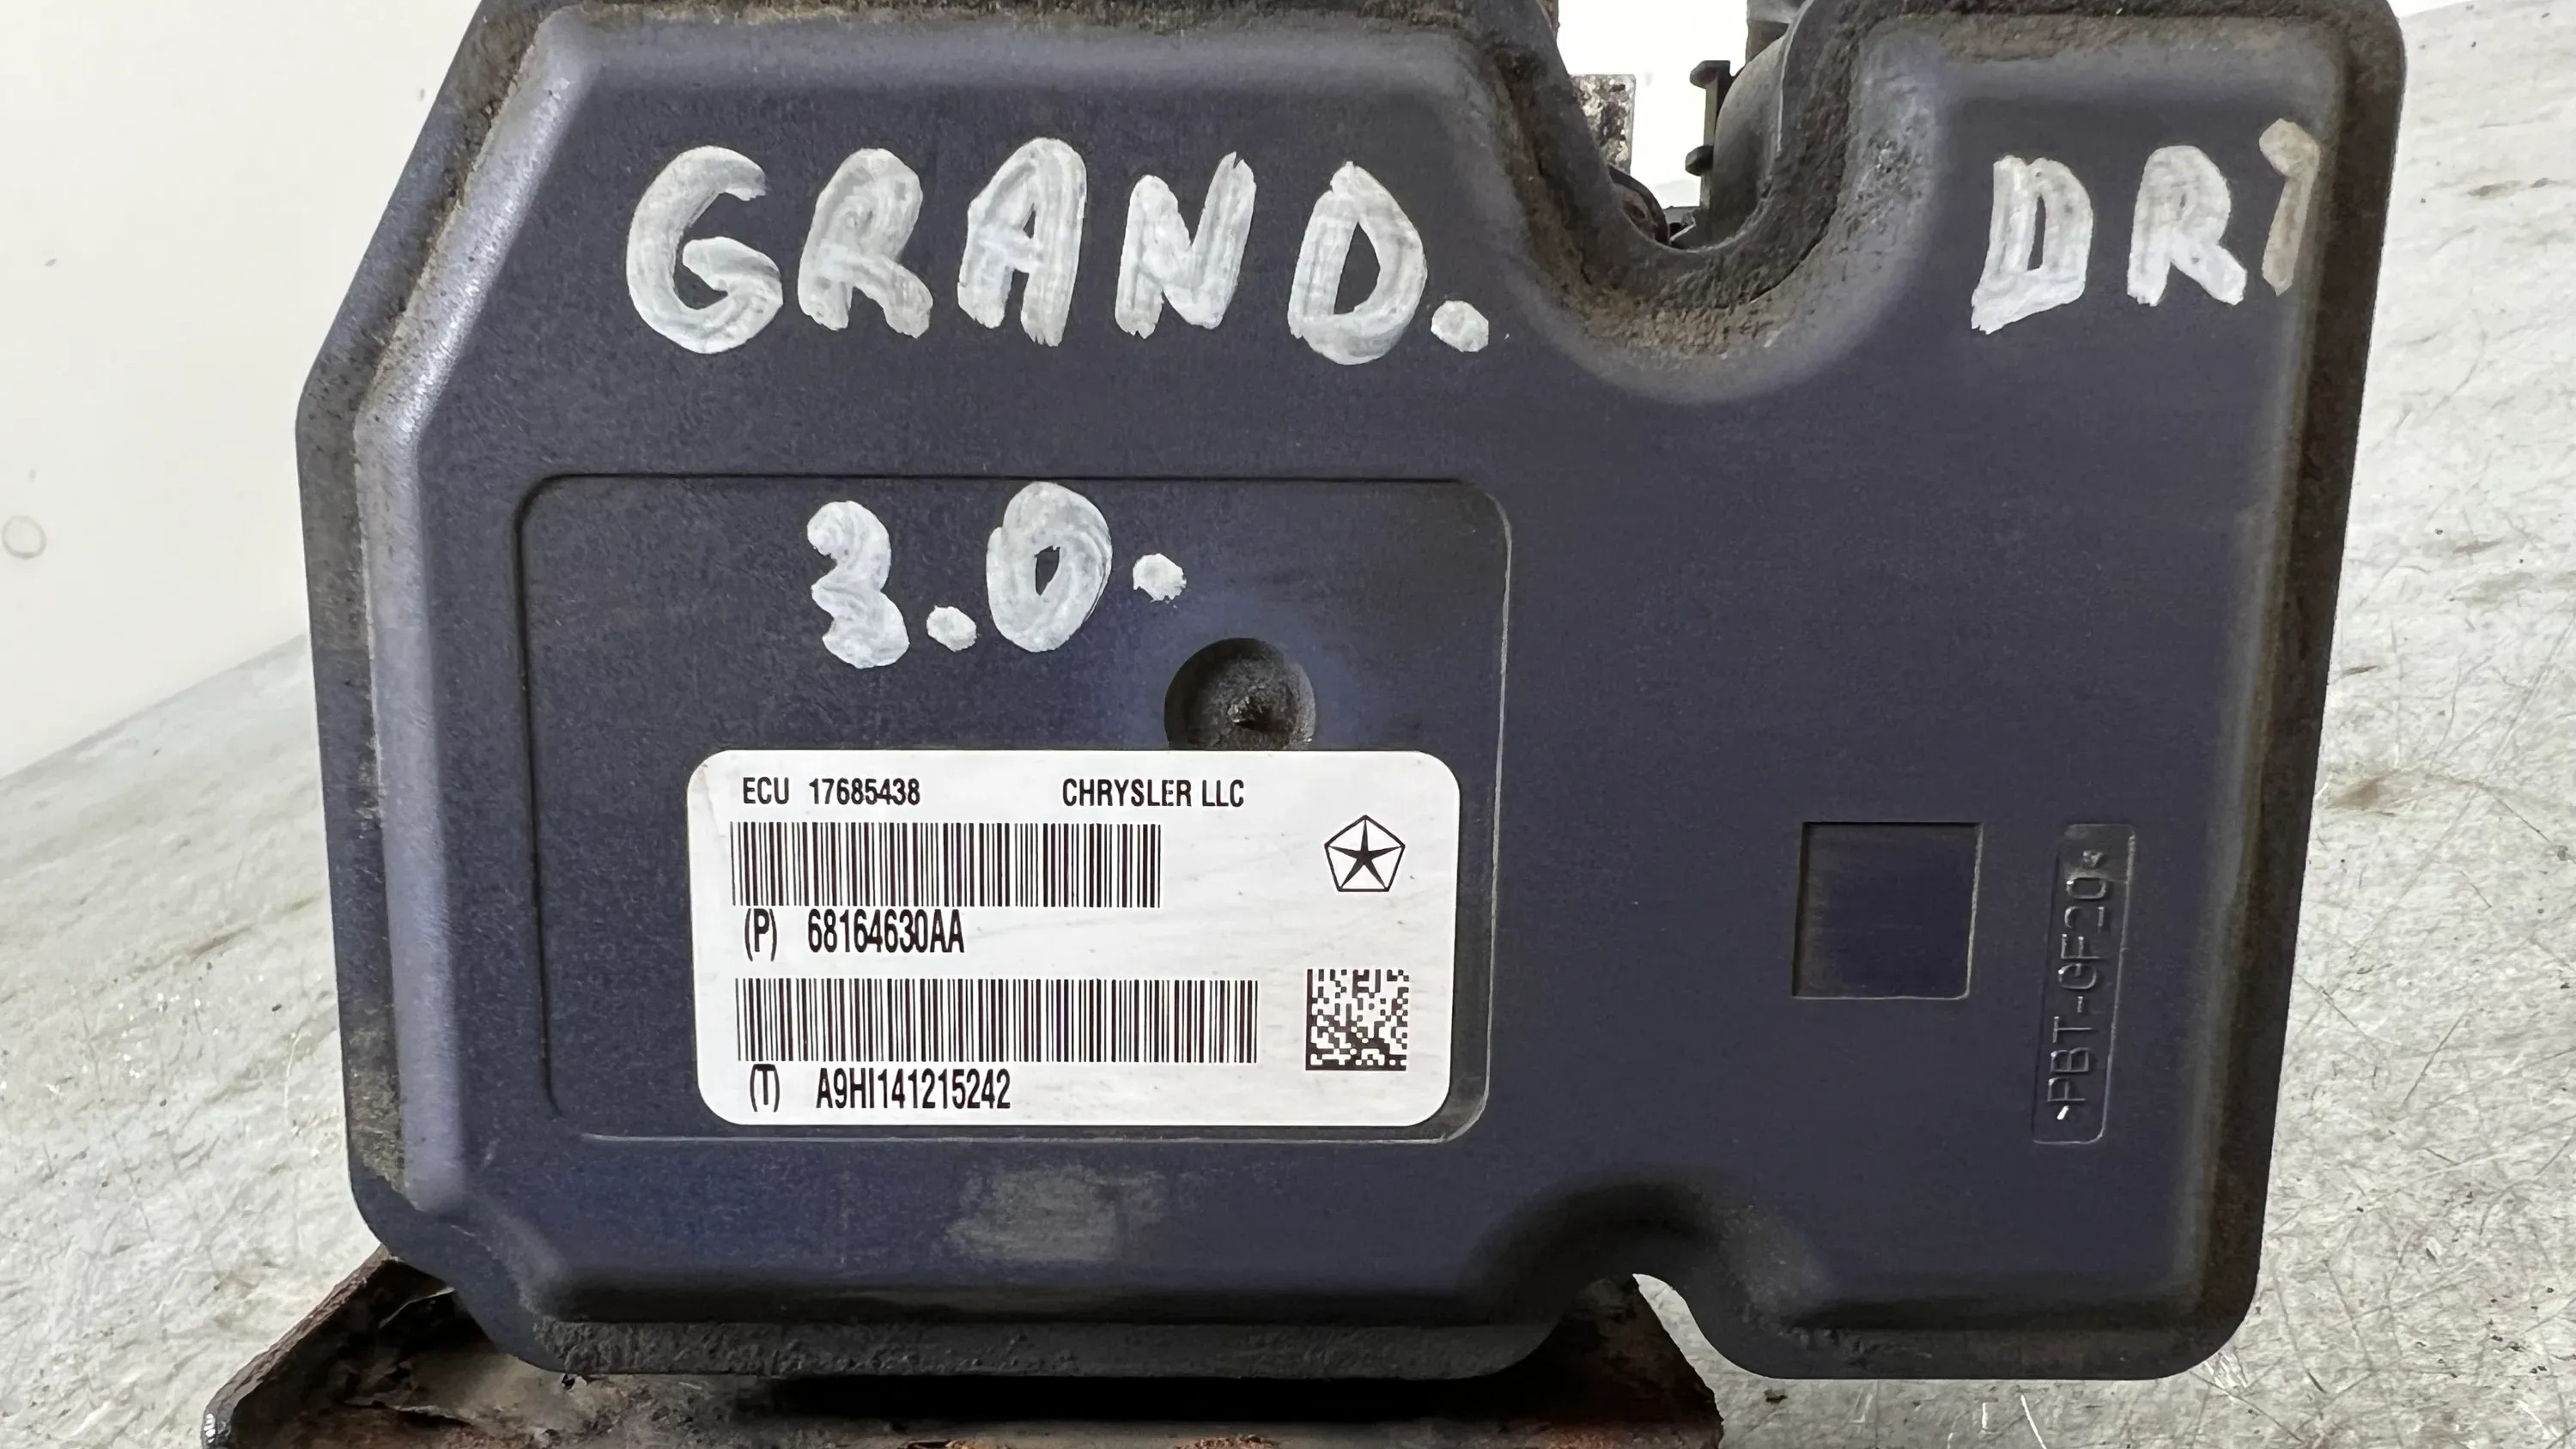 GRAND. DR
3.0.
ECU 17685438 CHRYSLER LLC
(P) 68164630AA
(T) A9HI141215242
>PBT-GF20<